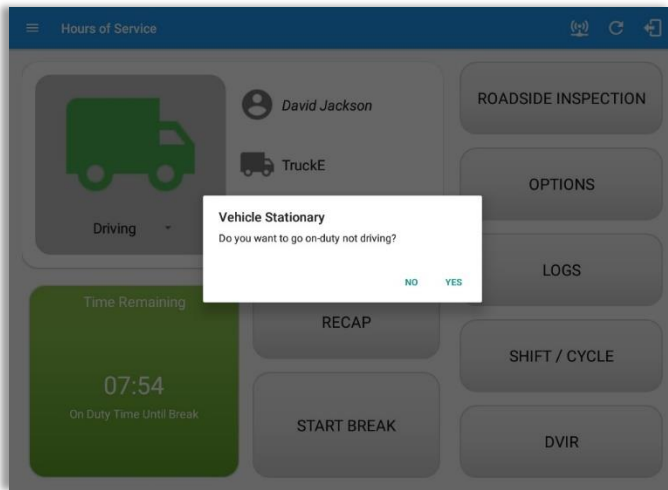 Hours of Service
David Jackson
TruckE
Driving
Vehicle Stationary
Do you want to go on-duty not driving?
NO YES
Time Remaining
07:54
On Duty Time Until Break
RECAP
START BREAK
ROADSIDE INSPECTION
OPTIONS
LOGS
SHIFT / CYCLE
DVIR